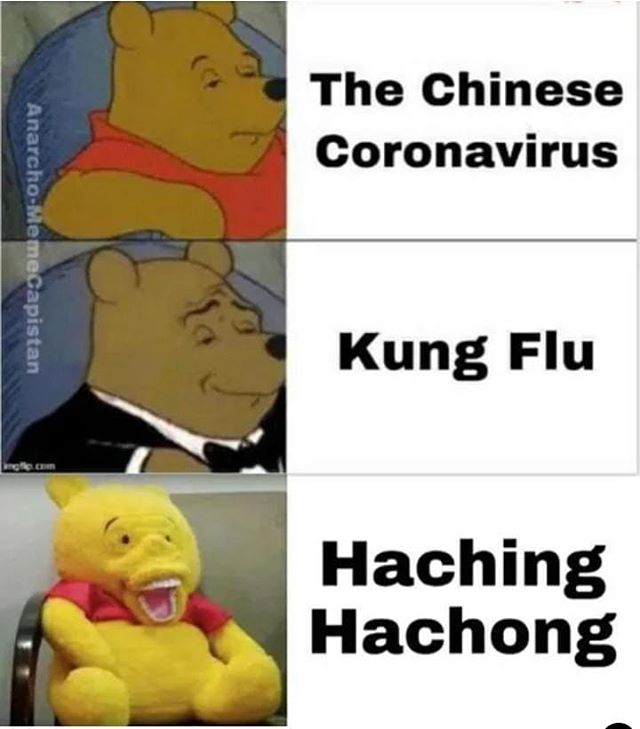 The Chinese
Coronavirus
Anarcho-MemeCapistan
Kung Flu
imgflip.com
Haching
Hachong